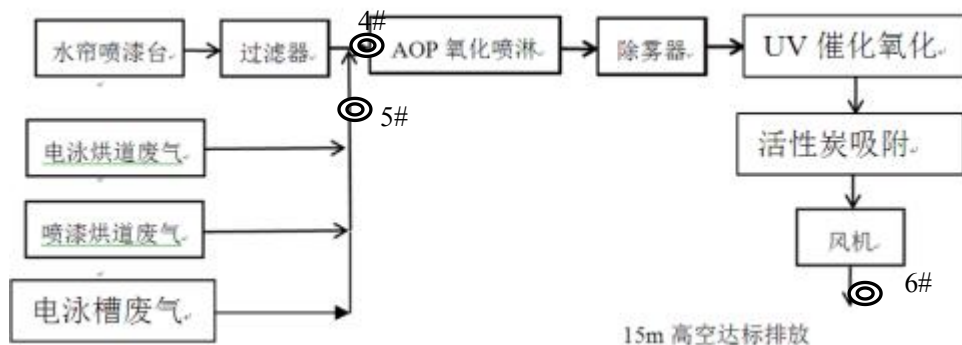 4#
水帘喷漆台
过滤器
AOP 氧化喷淋
除雾器
UV 催化氧化
5#
电泳烘道废气
活性炭吸附
喷漆烘道废气
风机
电泳槽废气
6#
15m 高空达标排放